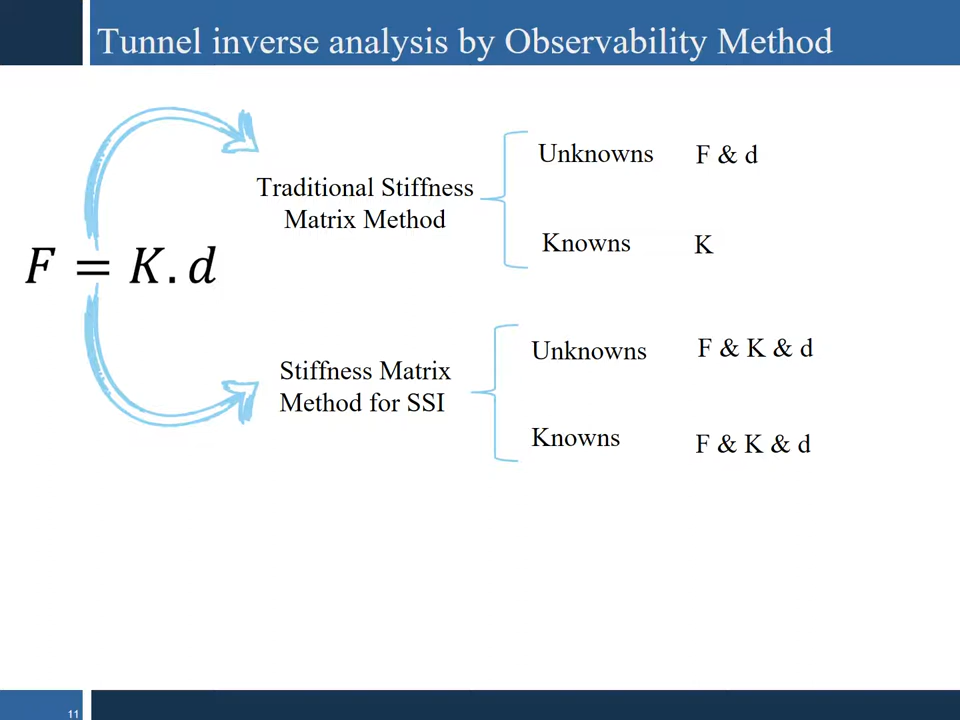 Tunnel inverse analysis by Observability Method
Unknowns F & d
Traditional Stiffness
Matrix Method
Knowns K
F = K . d
Unknowns F & K & d
Stiffness Matrix
Method for SSI
Knowns F & K & d
11